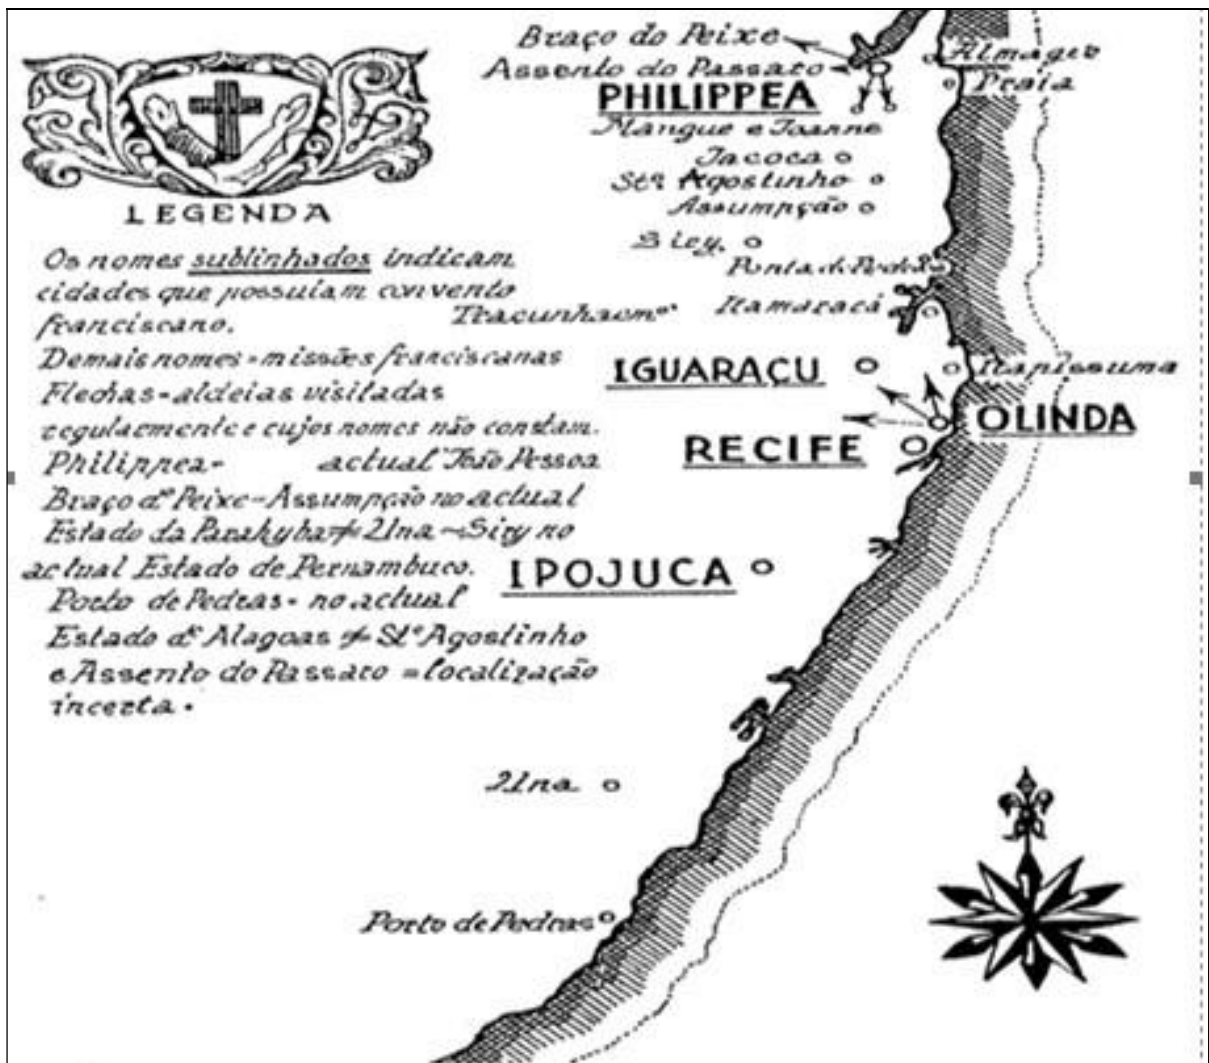 Braço do Peixe
Assento do Passaro
PHILIPPEA
Almagre
Praia
Mangue e Joanne
Jacoca
Stº Agostinho
Assumpção
Siry
Ponta de Pedras
Itamaracá
Tracunhaem
IGUARAÇU
Itapissuma
OLINDA
RECIFE
IPOJUCA
Una
Porto de Pedras
LEGENDA
Os nomes sublinhados indicam
cidades que possuiam convento
franciscano.
Demais nomes = missões franciscanas
Flechas = aldeias visitadas
regularmente e cujos nomes não constam.
Philippea - actual João Pessoa
Braço dº Peixe - Assumpção no actual
Estado da Parahyba ≠ Una - Siry no
actual Estado de Pernambuco.
Porto de Pedras - no actual
Estado dº Alagoas ≠ Stº Agostinho
e Assento do Passaro = localização
incerta.